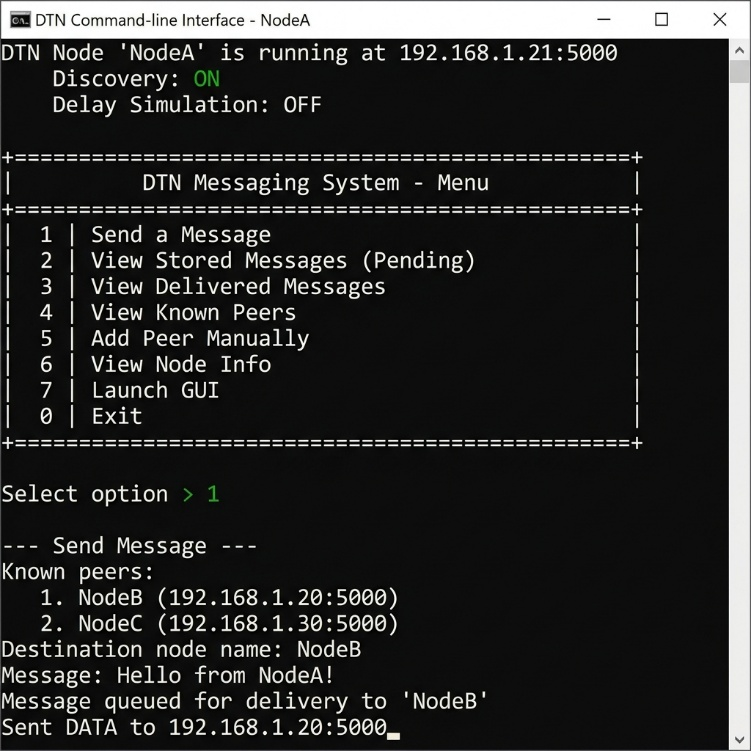 DTN Command-line Interface - NodeA
DTN Node 'NodeA' is running at 192.168.1.21:5000
    Discovery: ON
    Delay Simulation: OFF
+================================================+
|          DTN Messaging System - Menu           |
+================================================+
|  1 | Send a Message                            |
|  2 | View Stored Messages (Pending)            |
|  3 | View Delivered Messages                   |
|  4 | View Known Peers                          |
|  5 | Add Peer Manually                         |
|  6 | View Node Info                            |
|  7 | Launch GUI                                |
|  0 | Exit                                      |
+================================================+
Select option > 1
--- Send Message ---
Known peers:
   1. NodeB (192.168.1.20:5000)
   2. NodeC (192.168.1.30:5000)
Destination node name: NodeB
Message: Hello from NodeA!
Message queued for delivery to 'NodeB'
Sent DATA to 192.168.1.20:5000